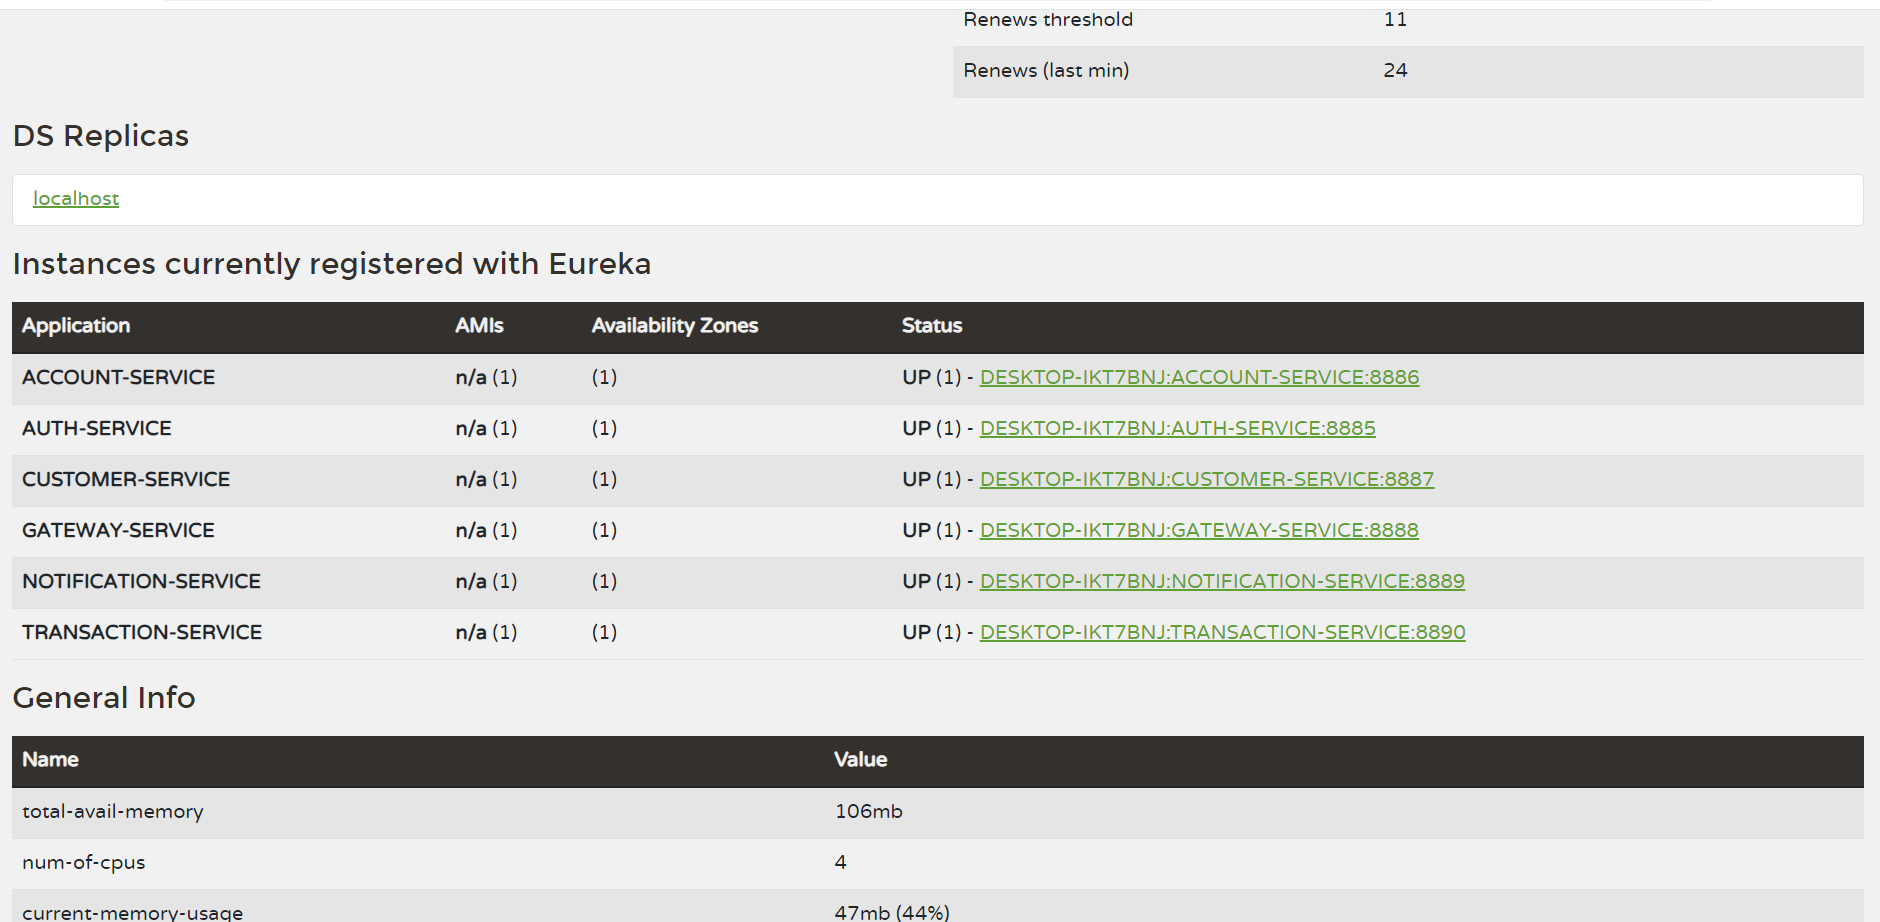 Renews threshold 11
Renews (last min) 24
DS Replicas
localhost
Instances currently registered with Eureka
Application AMIs Availability Zones Status
ACCOUNT-SERVICE n/a (1) (1) UP (1) - DESKTOP-IKT7BNJ:ACCOUNT-SERVICE:8886
AUTH-SERVICE n/a (1) (1) UP (1) - DESKTOP-IKT7BNJ:AUTH-SERVICE:8885
CUSTOMER-SERVICE n/a (1) (1) UP (1) - DESKTOP-IKT7BNJ:CUSTOMER-SERVICE:8887
GATEWAY-SERVICE n/a (1) (1) UP (1) - DESKTOP-IKT7BNJ:GATEWAY-SERVICE:8888
NOTIFICATION-SERVICE n/a (1) (1) UP (1) - DESKTOP-IKT7BNJ:NOTIFICATION-SERVICE:8889
TRANSACTION-SERVICE n/a (1) (1) UP (1) - DESKTOP-IKT7BNJ:TRANSACTION-SERVICE:8890
General Info
Name Value
total-avail-memory 106mb
num-of-cpus 4
current-memory-usage 47mb (44%)